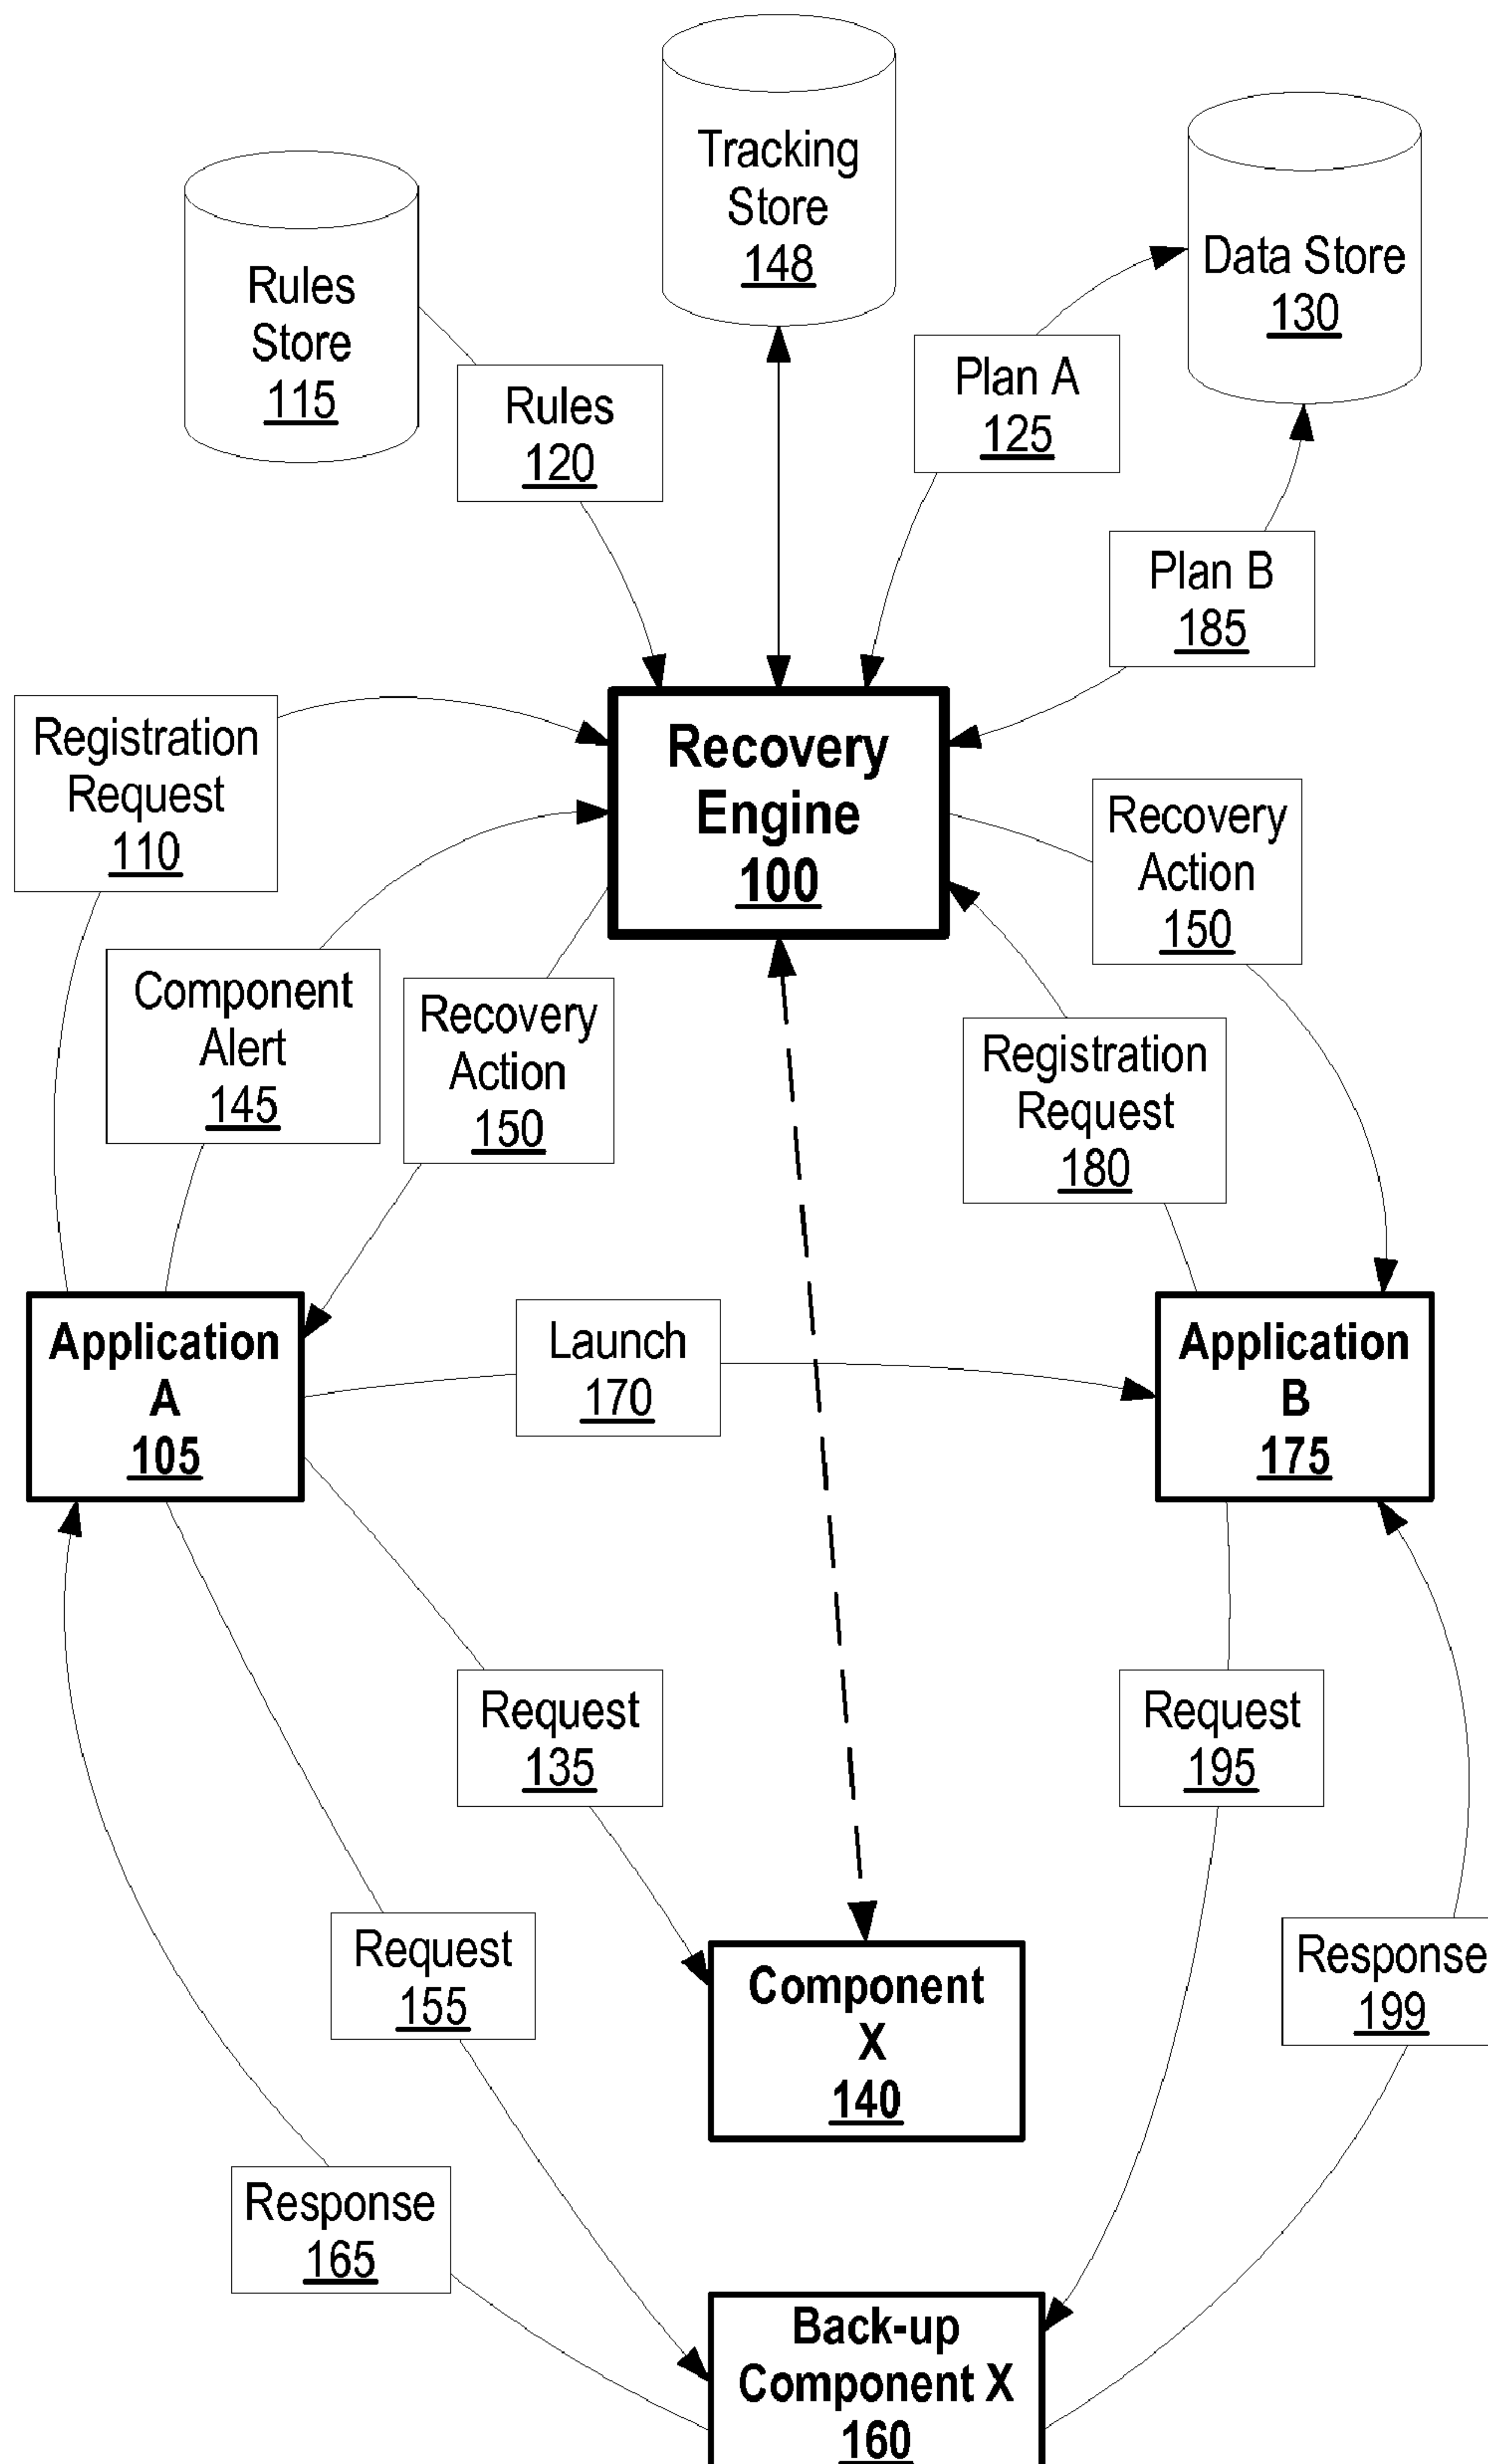 Tracking
Store
148
Data Store
130
Rules
Store
115
Rules
120
Plan A
125
Plan B
185
Registration
Request
110
Recovery
Engine
100
Recovery
Action
150
Component
Alert
145
Recovery
Action
150
Registration
Request
180
Application
A
105
Launch
170
Application
B
175
Request
135
Request
195
Request
155
Component
X
140
Response
199
Response
165
Back-up
Component X
160